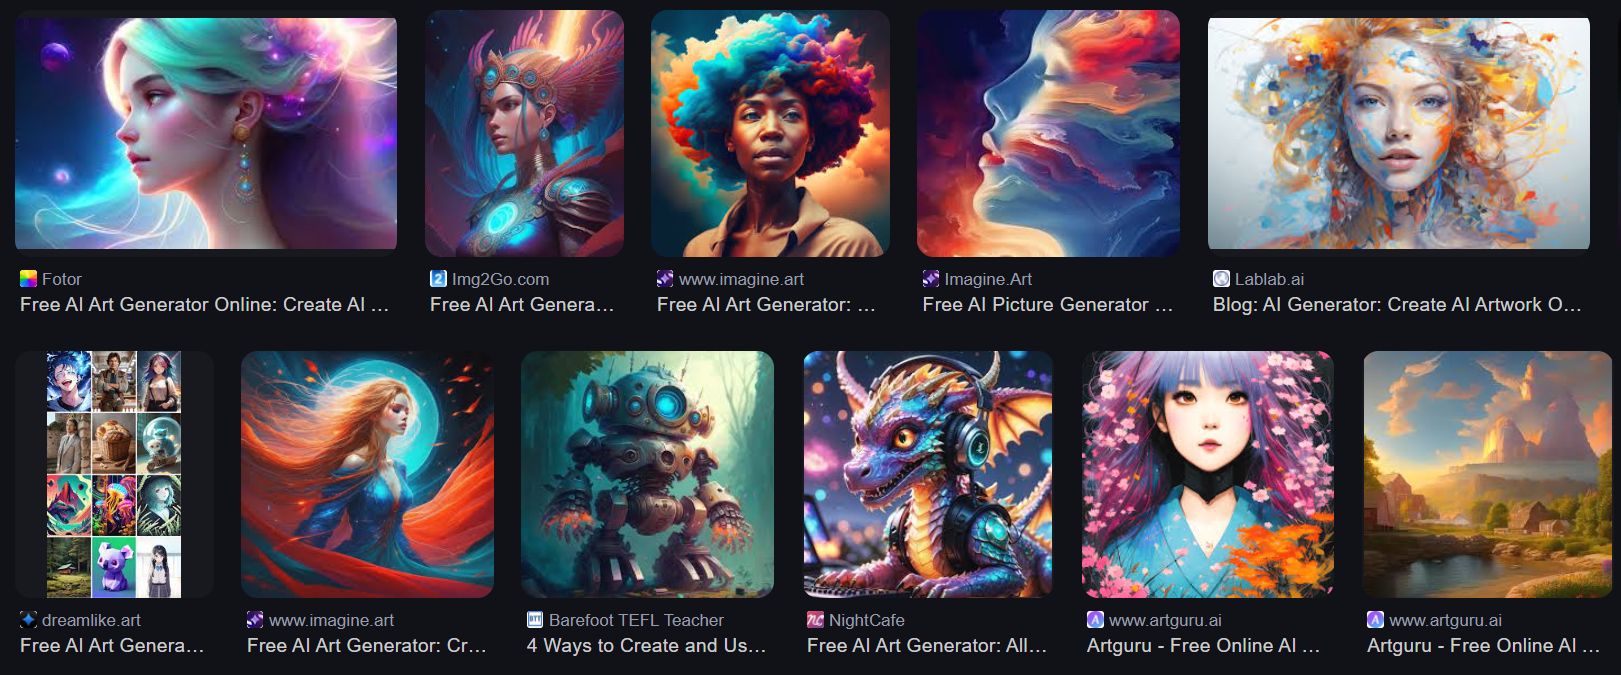 Fotor
Free AI Art Generator Online: Create AI ...
2 Img2Go.com
Free AI Art Genera...
www.imagine.art
Free AI Art Generator: ...
Imagine.Art
Free AI Picture Generator ...
Lablab.ai
Blog: AI Generator: Create AI Artwork O...
dreamlike.art
Free AI Art Genera...
www.imagine.art
Free AI Art Generator: Cr...
BTT Barefoot TEFL Teacher
4 Ways to Create and Us...
NC NightCafe
Free AI Art Generator: All...
www.artguru.ai
Artguru - Free Online AI ...
www.artguru.ai
Artguru - Free Online AI ...